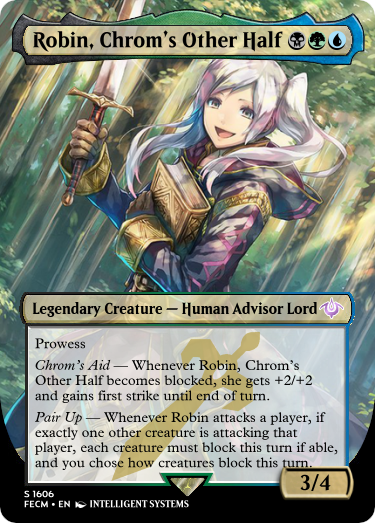 Robin, Chrom's Other Half
Legendary Creature — Human Advisor Lord
Prowess
Chrom's Aid — Whenever Robin, Chrom's
Other Half becomes blocked, she gets +2/+2
and gains first strike until end of turn.
Pair Up — Whenever Robin attacks a player, if
exactly one other creature is attacking that
player, each creature must block this turn if able,
and you chose how creatures block this turn.
3/4
S 1606
FECM • EN INTELLIGENT SYSTEMS